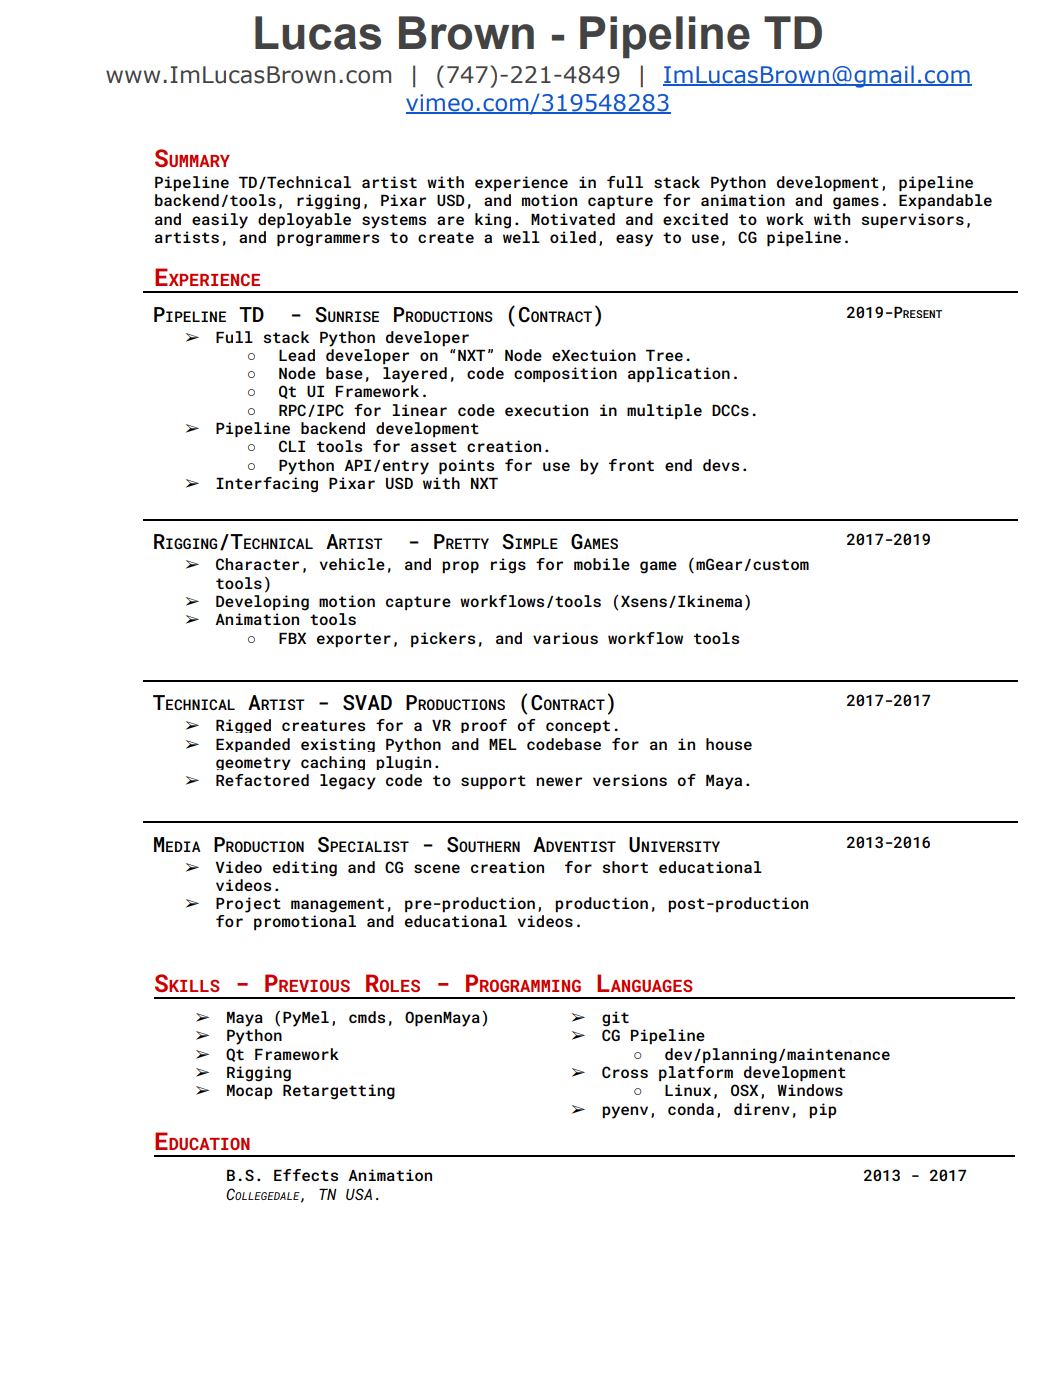 Lucas Brown - Pipeline TD
www.ImLucasBrown.com | (747)-221-4849 | ImLucasBrown@gmail.com
vimeo.com/319548283
Summary
Pipeline TD/Technical artist with experience in full stack Python development, pipeline
backend/tools, rigging, Pixar USD, and motion capture for animation and games. Expandable
and easily deployable systems are king. Motivated and excited to work with supervisors,
artists, and programmers to create a well oiled, easy to use, CG pipeline.
Experience
Pipeline TD - Sunrise Productions (Contract) 2019-Present
➢ Full stack Python developer
○ Lead developer on “NXT” Node eXectuion Tree.
○ Node base, layered, code composition application.
○ Qt UI Framework.
○ RPC/IPC for linear code execution in multiple DCCs.
➢ Pipeline backend development
○ CLI tools for asset creation.
○ Python API/entry points for use by front end devs.
➢ Interfacing Pixar USD with NXT
Rigging/Technical Artist - Pretty Simple Games 2017-2019
➢ Character, vehicle, and prop rigs for mobile game (mGear/custom
tools)
➢ Developing motion capture workflows/tools (Xsens/Ikinema)
➢ Animation tools
○ FBX exporter, pickers, and various workflow tools
Technical Artist - SVAD Productions (Contract) 2017-2017
➢ Rigged creatures for a VR proof of concept.
➢ Expanded existing Python and MEL codebase for an in house
geometry caching plugin.
➢ Refactored legacy code to support newer versions of Maya.
Media Production Specialist - Southern Adventist University 2013-2016
➢ Video editing and CG scene creation for short educational
videos.
➢ Project management, pre-production, production, post-production
for promotional and educational videos.
Skills - Previous Roles - Programming Languages
➢ Maya (PyMel, cmds, OpenMaya)
➢ Python
➢ Qt Framework
➢ Rigging
➢ Mocap Retargetting
➢ git
➢ CG Pipeline
○ dev/planning/maintenance
➢ Cross platform development
○ Linux, OSX, Windows
➢ pyenv, conda, direnv, pip
Education
B.S. Effects Animation 2013 - 2017
Collegedale, TN USA.